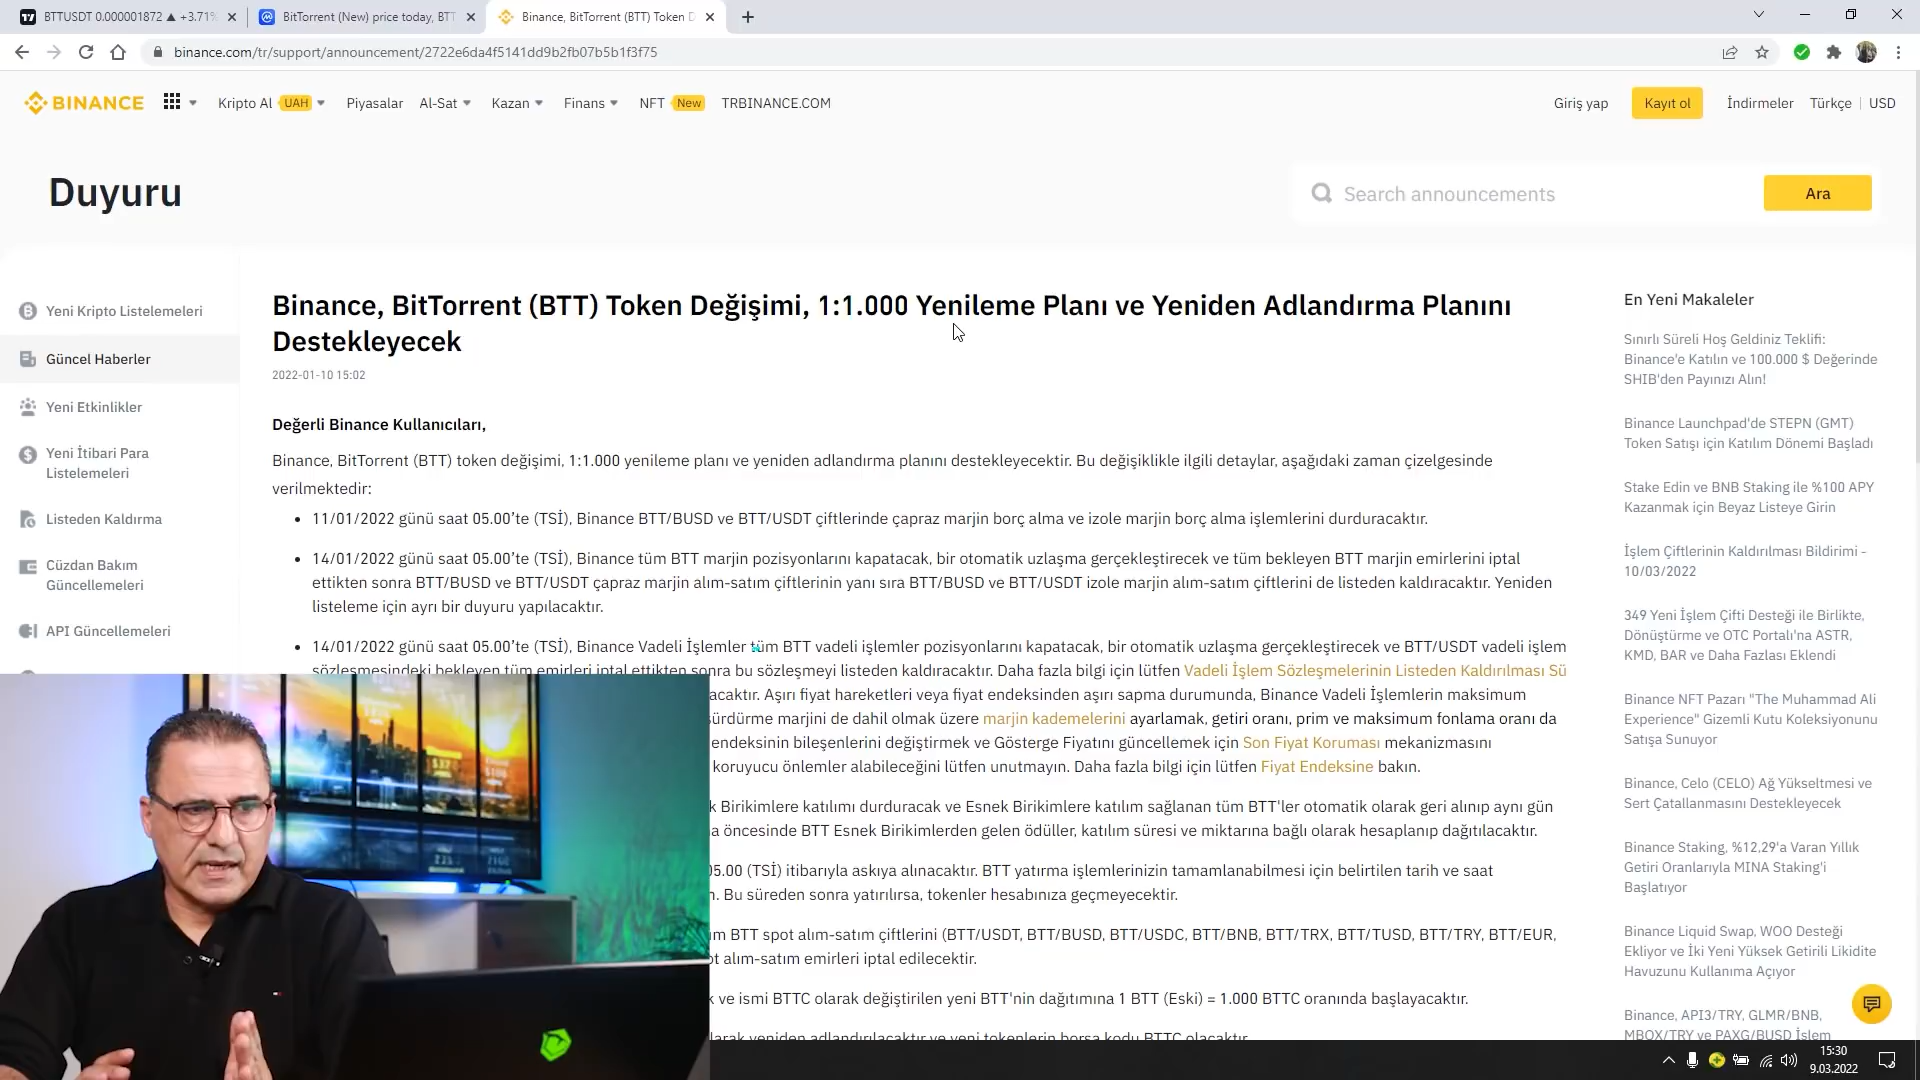 BTTUSDT 0.000001872 ▲ +3.71%
BitTorrent (New) price today, BTT
Binance, BitTorrent (BTT) Token D
binance.com/tr/support/announcement/2722e6da4f5141dd9b2fb07b5b1f3f75
BINANCE
Kripto Al UAH
Piyasalar
Al-Sat
Kazan
Finans
NFT New
TRBINANCE.COM
Giriş yap
Kayıt ol
İndirmeler
Türkçe
USD
Duyuru
Search announcements
Ara
Yeni Kripto Listelemeleri
Güncel Haberler
Yeni Etkinlikler
Yeni İtibari Para
Listelemeleri
Listeden Kaldırma
Cüzdan Bakım
Güncellemeleri
API Güncellemeleri
Binance, BitTorrent (BTT) Token Değişimi, 1:1.000 Yenileme Planı ve Yeniden Adlandırma Planını
Destekleyecek
2022-01-10 15:02
Değerli Binance Kullanıcıları,
Binance, BitTorrent (BTT) token değişimi, 1:1.000 yenileme planı ve yeniden adlandırma planını destekleyecektir. Bu değişiklikle ilgili detaylar, aşağıdaki zaman çizelgesinde
verilmektedir:
• 11/01/2022 günü saat 05.00'te (TSİ), Binance BTT/BUSD ve BTT/USDT çiftlerinde çapraz marjin borç alma ve izole marjin borç alma işlemlerini durduracaktır.
• 14/01/2022 günü saat 05.00'te (TSİ), Binance tüm BTT marjin pozisyonlarını kapatacak, bir otomatik uzlaşma gerçekleştirecek ve tüm bekleyen BTT marjin emirlerini iptal
ettikten sonra BTT/BUSD ve BTT/USDT çapraz marjin alım-satım çiftlerinin yanı sıra BTT/BUSD ve BTT/USDT izole marjin alım-satım çiftlerini de listeden kaldıracaktır. Yeniden
listeleme için ayrı bir duyuru yapılacaktır.
• 14/01/2022 günü saat 05.00'te (TSİ), Binance Vadeli İşlemler tüm BTT vadeli işlemler pozisyonlarını kapatacak, bir otomatik uzlaşma gerçekleştirecek ve BTT/USDT vadeli işlem
sözleşmesindeki bekleyen tüm emirleri iptal ettikten sonra bu sözleşmeyi listeden kaldıracaktır. Daha fazla bilgi için lütfen Vadeli İşlem Sözleşmelerinin Listeden Kaldırılması Sü
acaktır. Aşırı fiyat hareketleri veya fiyat endeksinden aşırı sapma durumunda, Binance Vadeli İşlemlerin maksimum
ürdürme marjini de dahil olmak üzere marjin kademelerini ayarlamak, getiri oranı, prim ve maksimum fonlama oranı da
endeksinin bileşenlerini değiştirmek ve Gösterge Fiyatını güncellemek için Son Fiyat Koruması mekanizmasını
koruyucu önlemler alabileceğini lütfen unutmayın. Daha fazla bilgi için lütfen Fiyat Endeksine bakın.
k Birikimlere katılımı durduracak ve Esnek Birikimlere katılım sağlanan tüm BTT'ler otomatik olarak geri alınıp aynı gün
a öncesinde BTT Esnek Birikimlerden gelen ödüller, katılım süresi ve miktarına bağlı olarak hesaplanıp dağıtılacaktır.
05.00 (TSİ) itibarıyla askıya alınacaktır. BTT yatırma işlemlerinizin tamamlanabilmesi için belirtilen tarih ve saat
n. Bu süreden sonra yatırılırsa, tokenler hesabınıza geçmeyecektir.
m BTT spot alım-satım çiftlerini (BTT/USDT, BTT/BUSD, BTT/USDC, BTT/BNB, BTT/TRX, BTT/TUSD, BTT/TRY, BTT/EUR,
ot alım-satım emirleri iptal edilecektir.
k ve ismi BTTC olarak değiştirilen yeni BTT'nin dağıtımına 1 BTT (Eski) = 1.000 BTTC oranında başlayacaktır.
larak yeniden adlandırılacaktır ve yeni tokenlerin borsa kodu BTTC olacaktır.
En Yeni Makaleler
Sınırlı Süreli Hoş Geldiniz Teklifi:
Binance'e Katılın ve 100.000 $ Değerinde
SHIB'den Payınızı Alın!
Binance Launchpad'de STEPN (GMT)
Token Satışı için Katılım Dönemi Başladı
Stake Edin ve BNB Staking ile %100 APY
Kazanmak için Beyaz Listeye Girin
İşlem Çiftlerinin Kaldırılması Bildirimi -
10/03/2022
349 Yeni İşlem Çifti Desteği ile Birlikte,
Dönüştürme ve OTC Portalı'na ASTR,
KMD, BAR ve Daha Fazlası Eklendi
Binance NFT Pazarı "The Muhammad Ali
Experience" Gizemli Kutu Koleksiyonunu
Satışa Sunuyor
Binance, Celo (CELO) Ağ Yükseltmesi ve
Sert Çatallanmasını Destekleyecek
Binance Staking, %12,29'a Varan Yıllık
Getiri Oranlarıyla MINA Staking'i
Başlatıyor
Binance Liquid Swap, WOO Desteği
Ekliyor ve İki Yeni Yüksek Getirili Likidite
Havuzunu Kullanıma Açıyor
Binance, API3/TRY, GLMR/BNB,
MBOX/TRY ve PAXG/BUSD İşlem
15:30
9.03.2022